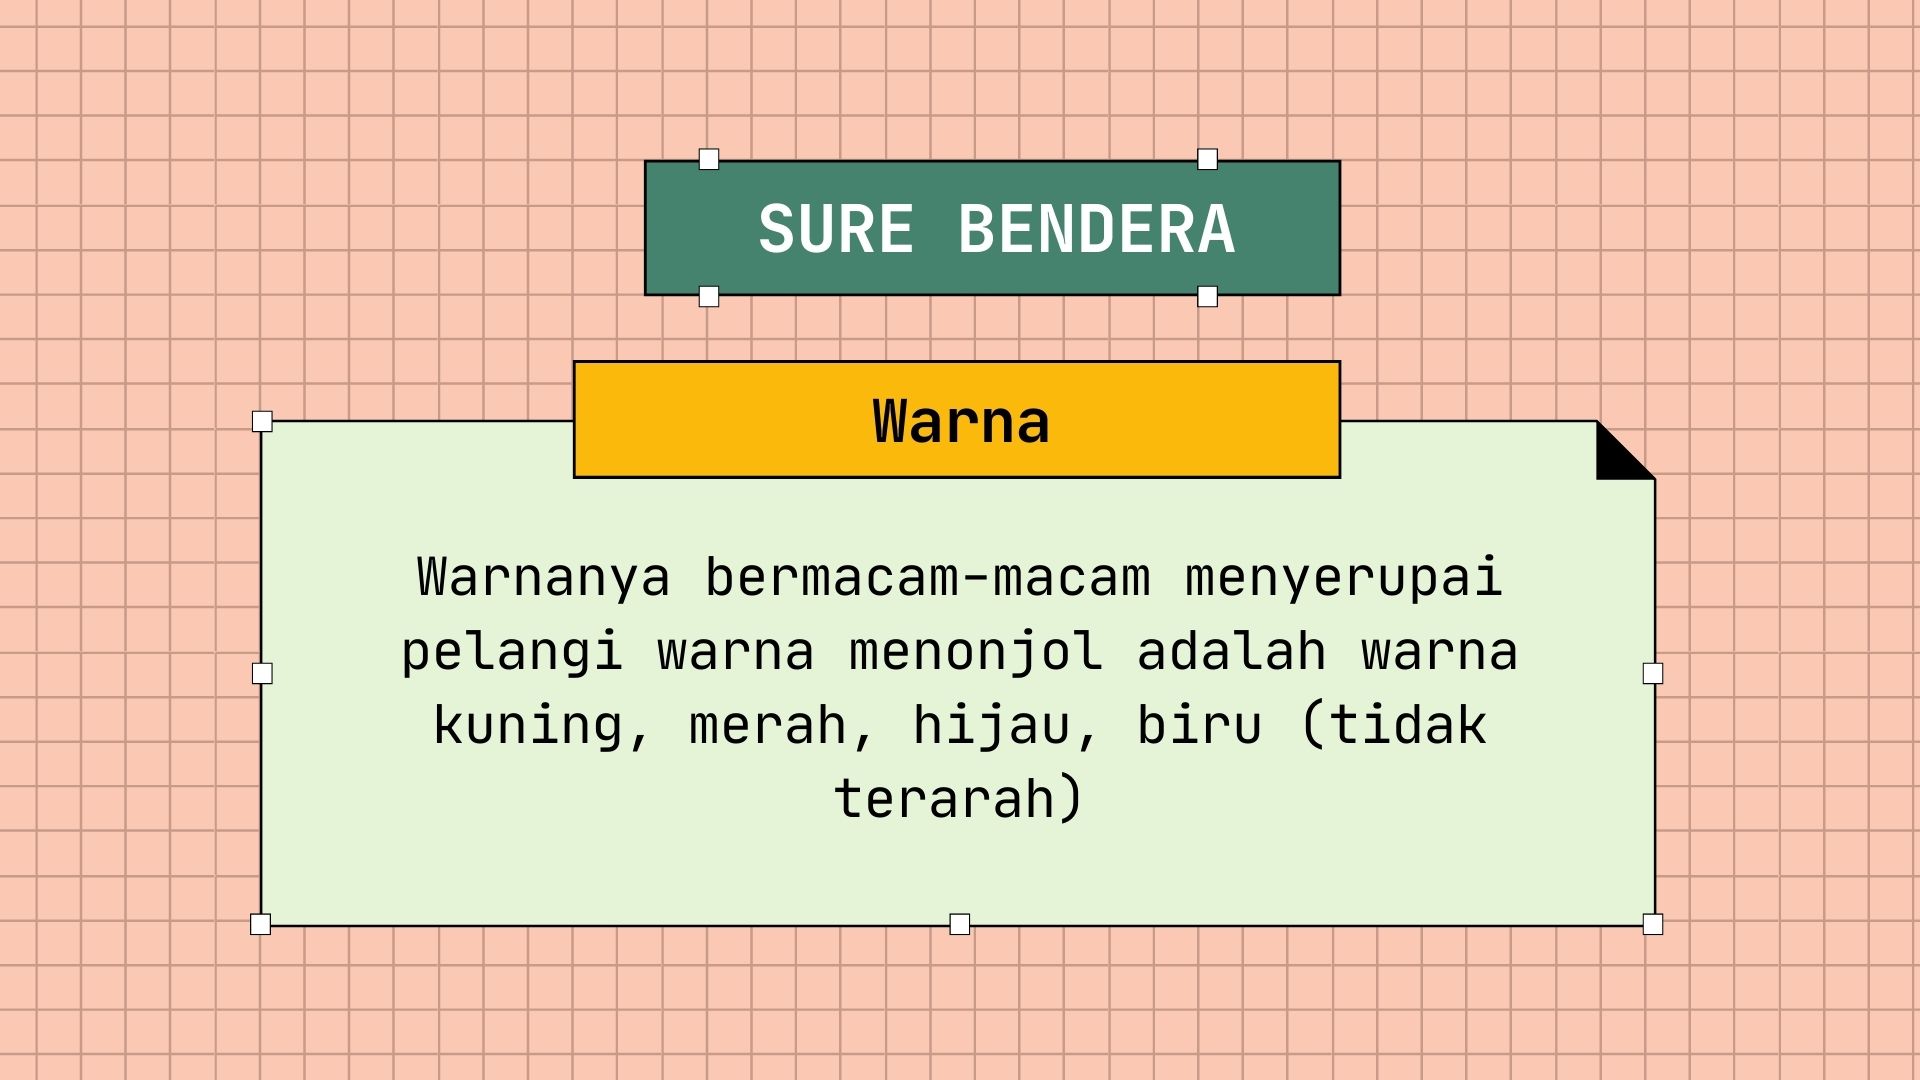 SURE BENDERA
Warna
Warnanya bermacam-macam menyerupai
pelangi warna menonjol adalah warna
kuning, merah, hijau, biru (tidak
terarah)